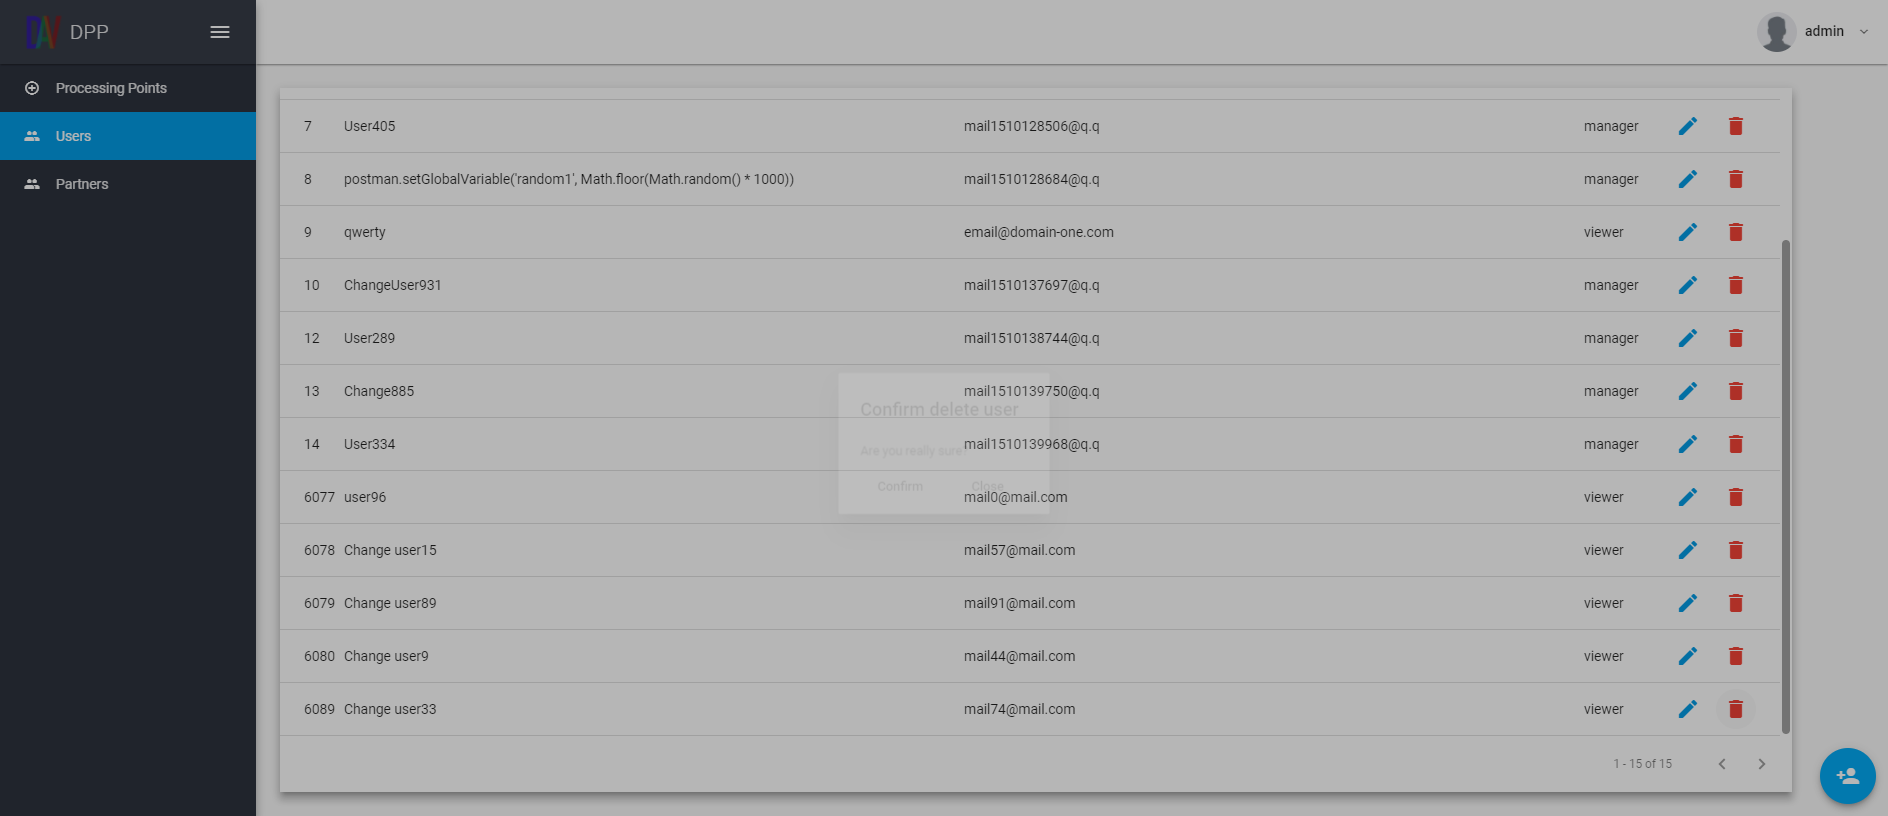 DAV DPP
admin
Processing Points
Users
Partners
7 User405 mail1510128506@q.q manager
8 postman.setGlobalVariable('random1', Math.floor(Math.random() * 1000)) mail1510128684@q.q manager
9 qwerty email@domain-one.com viewer
10 ChangeUser931 mail1510137697@q.q manager
12 User289 mail1510138744@q.q manager
13 Change885 mail1510139750@q.q manager
Confirm delete user
14 User334 mail1510139968@q.q manager
Are you really sure?
Confirm Close
6077 user96 mail0@mail.com viewer
6078 Change user15 mail57@mail.com viewer
6079 Change user89 mail91@mail.com viewer
6080 Change user9 mail44@mail.com viewer
6089 Change user33 mail74@mail.com viewer
1 - 15 of 15